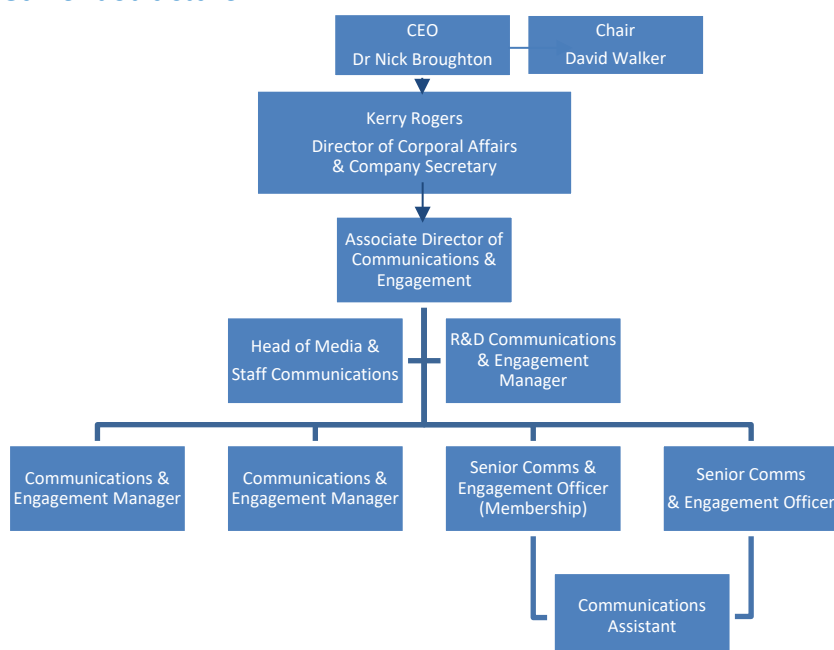 CEO
Dr Nick Broughton
Chair
David Walker
Kerry Rogers
Director of Corporal Affairs
& Company Secretary
Associate Director of
Communications &
Engagement
Head of Media &
Staff Communications
R&D Communications
& Engagement
Manager
Communications &
Engagement Manager
Communications &
Engagement Manager
Senior Comms &
Engagement Officer
(Membership)
Senior Comms
& Engagement Officer
Communications
Assistant